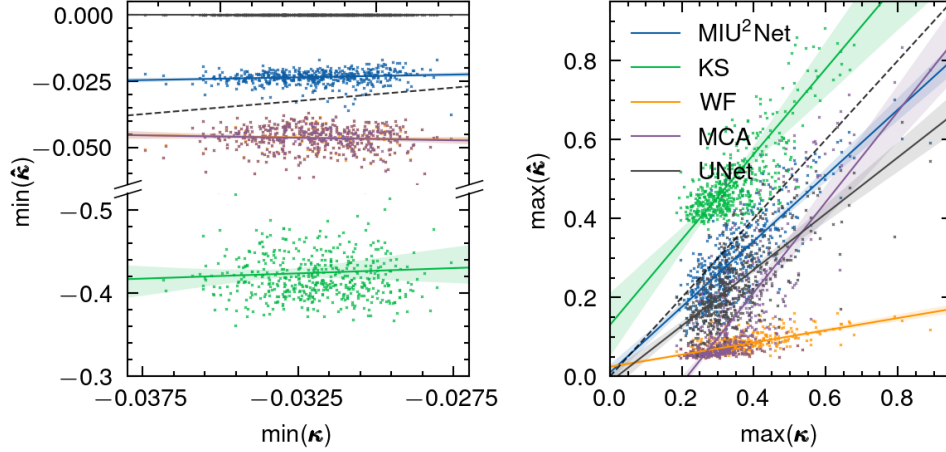 0.000
−0.025
−0.050
−0.5
−0.4
−0.3
min(κ̂)
−0.0375
−0.0325
−0.0275
min(κ)
0.8
0.6
0.4
0.2
0.0
max(κ̂)
MIU²Net
KS
WF
MCA
UNet
0.0
0.2
0.4
0.6
0.8
max(κ)